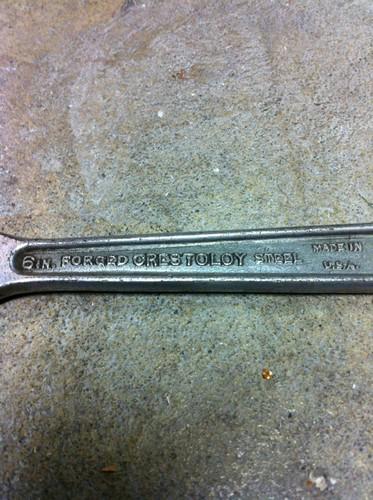 6 IN. FORGED CRESTOLOY STEEL MADE IN
U.S.A.